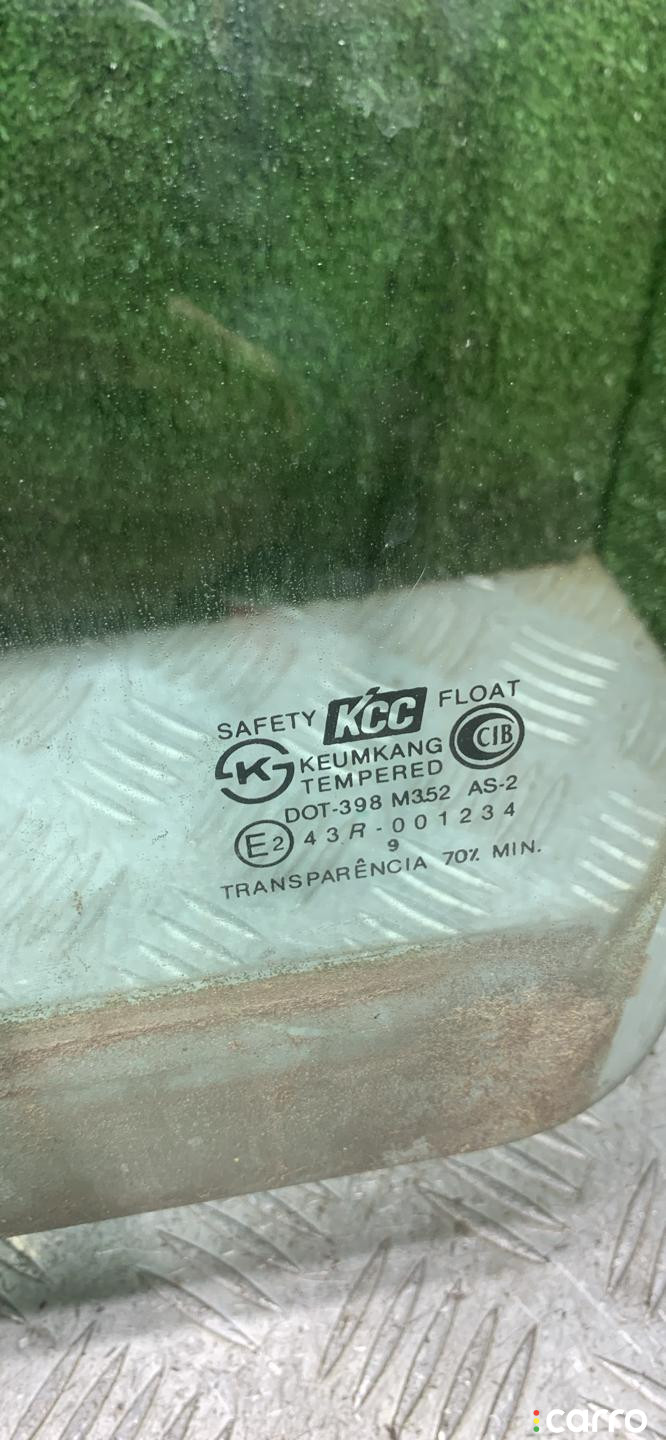 SAFETY KCC FLOAT
K KEUMKANG CIB
TEMPERED
DOT-398 M352 AS-2
E2 43R-001234
9
TRANSPARÊNCIA 70% MIN.
carro